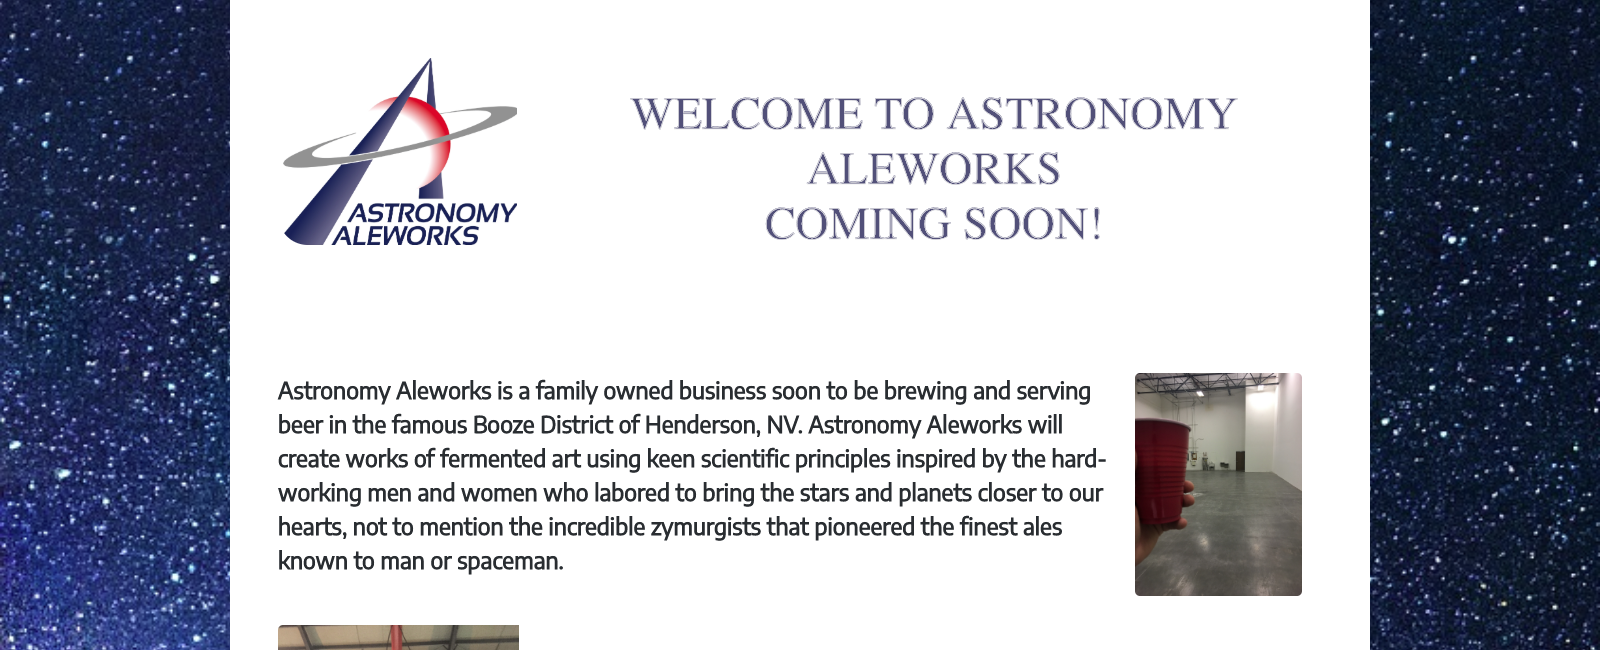 ASTRONOMY
ALEWORKS
WELCOME TO ASTRONOMY
ALEWORKS
COMING SOON!
Astronomy Aleworks is a family owned business soon to be brewing and serving
beer in the famous Booze District of Henderson, NV. Astronomy Aleworks will
create works of fermented art using keen scientific principles inspired by the hard-
working men and women who labored to bring the stars and planets closer to our
hearts, not to mention the incredible zymurgists that pioneered the finest ales
known to man or spaceman.